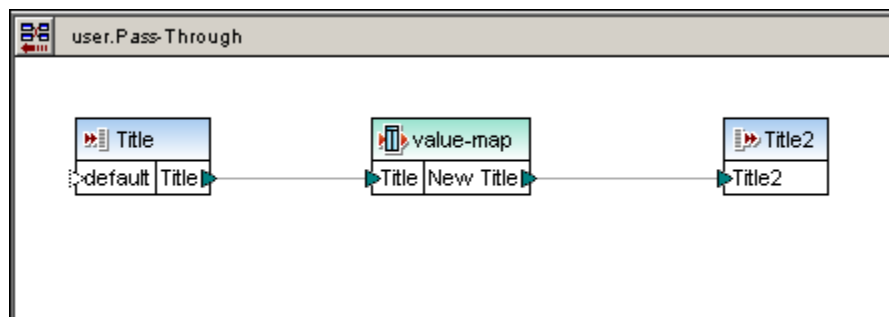 user.Pass-Through
Title value-map Title2
default Title Title New Title Title2